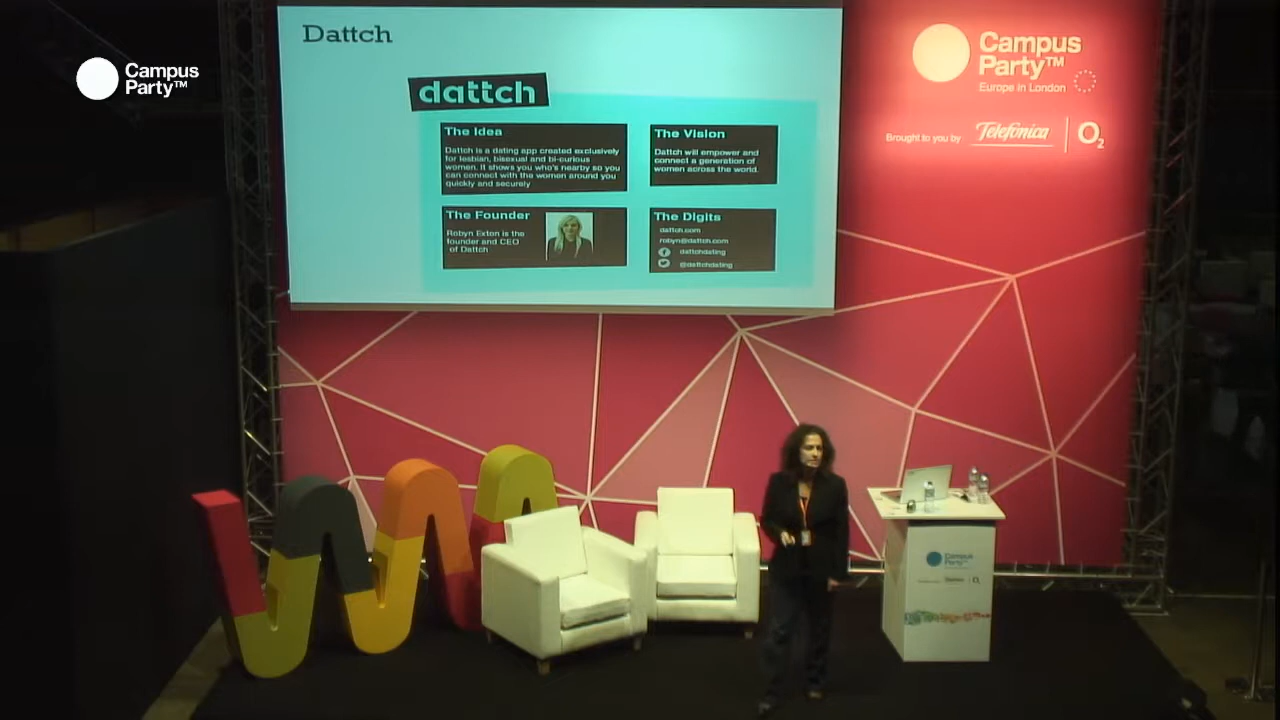 Campus
Party™
Dattch
dattch
The Idea
Dattch is a dating app created exclusively
for lesbian, bisexual and bi-curious
women. It shows you who's nearby so you
can connect with the women around you
quickly and securely
The Vision
Dattch will empower and
connect a generation of
women across the world.
The Founder
Robyn Exton is the
founder and CEO
of Dattch
The Digits
dattch.com
robyn@dattch.com
dattchdating
@dattchdating
Campus
Party™
Europe in London
Brought to you by Telefónica O2
Campus
Party™